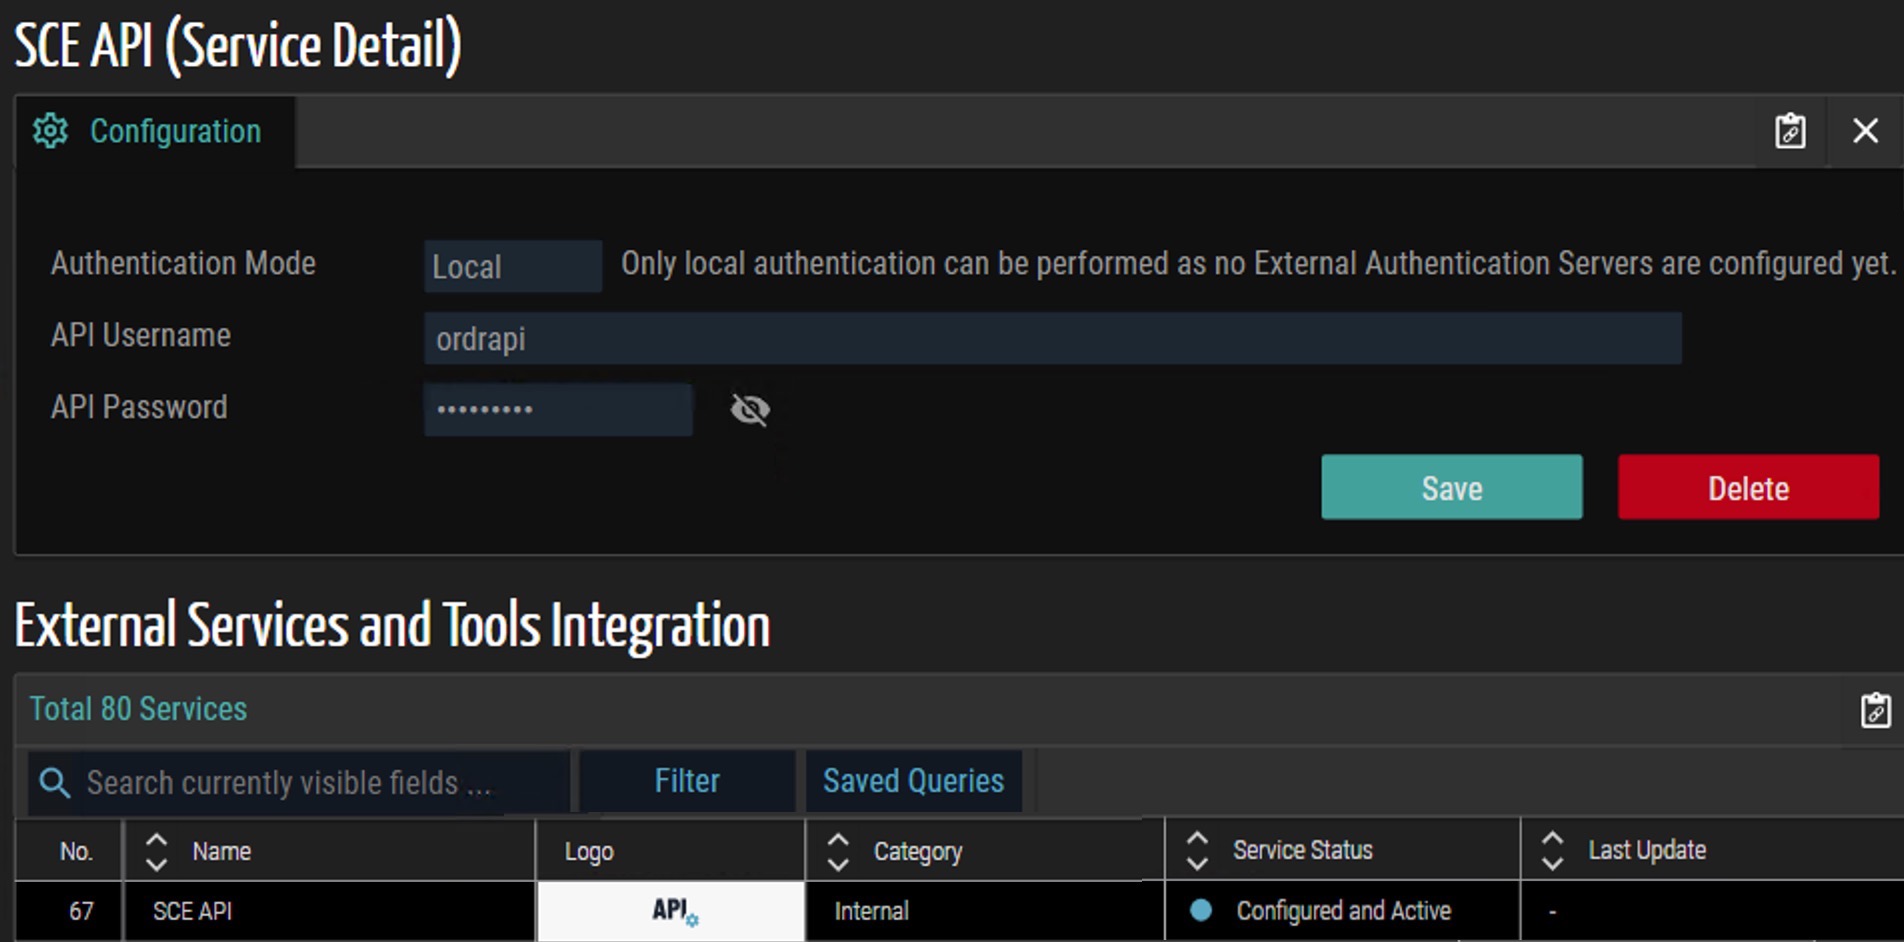 SCE API (Service Detail)
Configuration
Authentication Mode Local Only local authentication can be performed as no External Authentication Servers are configured yet.
API Username ordrapi
API Password •••••••••
Save Delete
External Services and Tools Integration
Total 80 Services
Search currently visible fields ... Filter Saved Queries
No. Name Logo Category Service Status Last Update
67 SCE API API Internal Configured and Active -